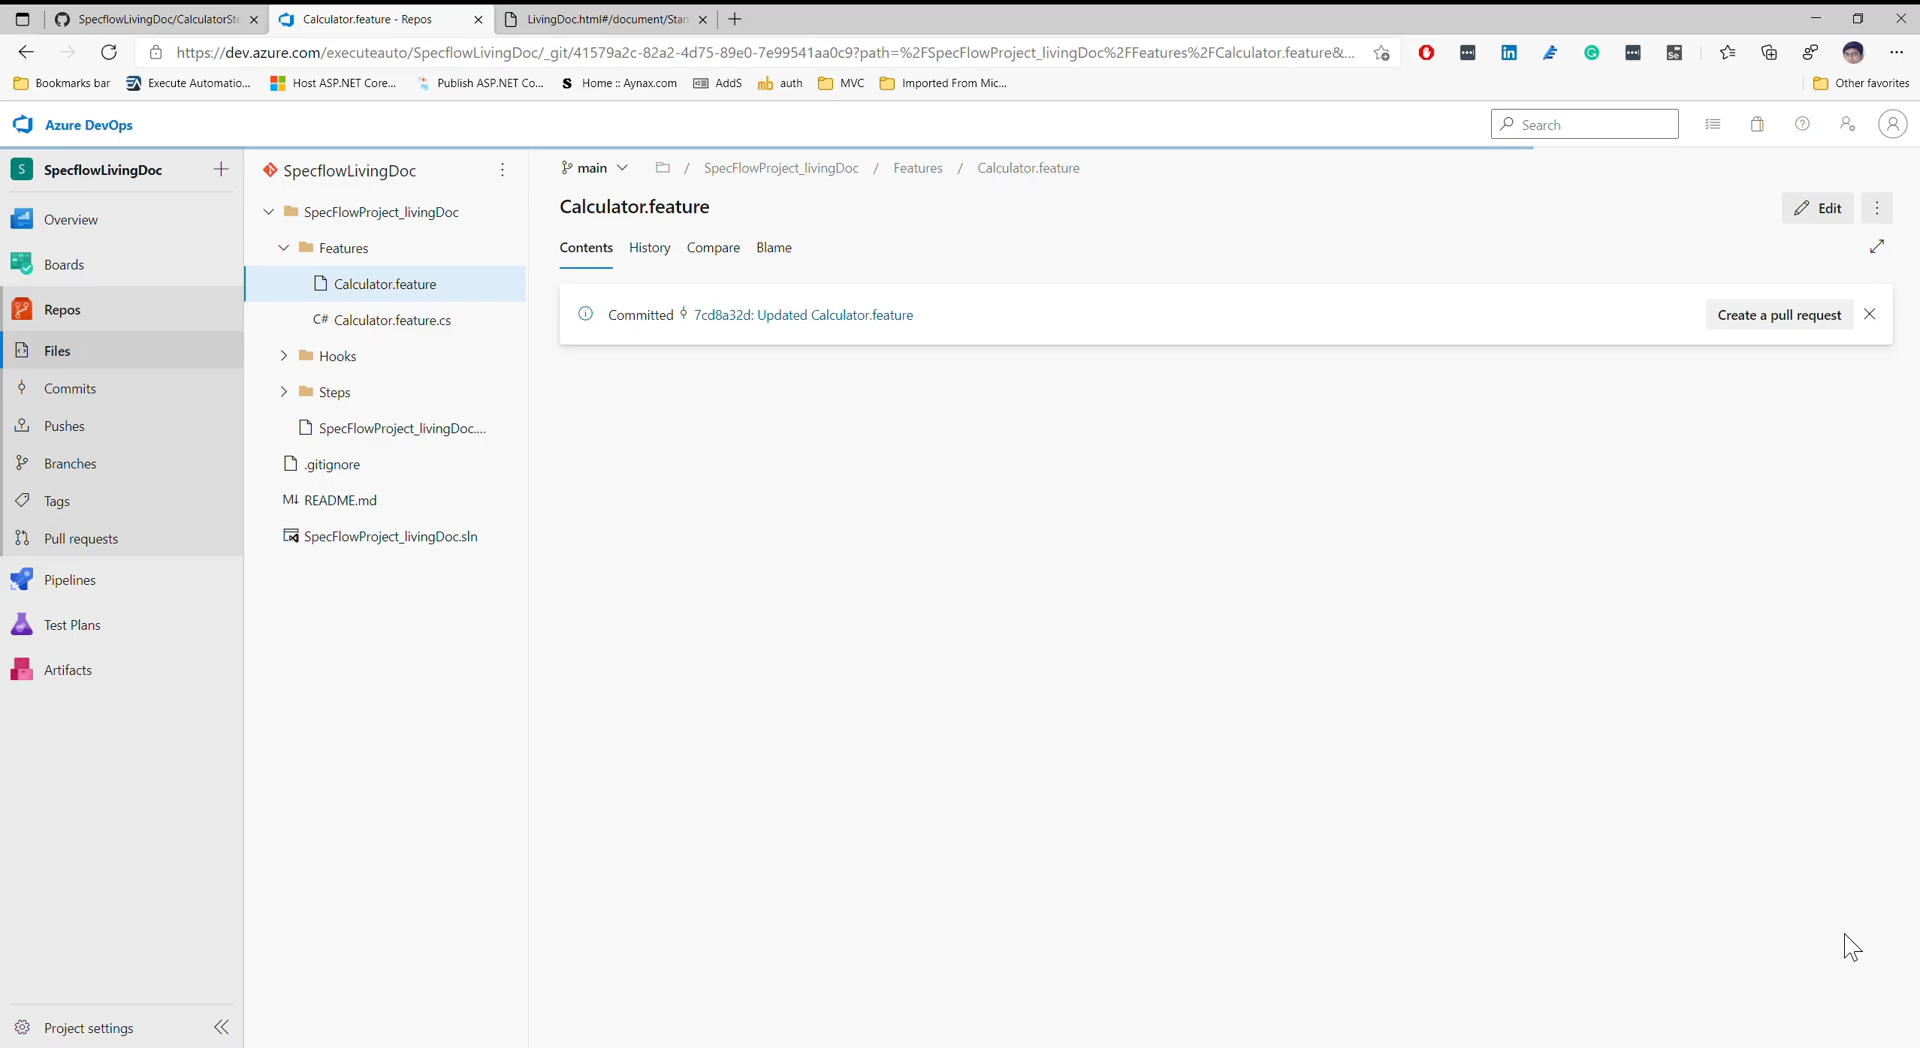 SpecflowLivingDoc/CalculatorSte
Calculator.feature - Repos
LivingDoc.html#/document/Stan
https://dev.azure.com/executeauto/SpecflowLivingDoc/_git/41579a2c-82a2-4d75-89e0-7e99541aa0c9?path=%2FSpecFlowProject_livingDoc%2FFeatures%2FCalculator.feature&...
Bookmarks bar
Execute Automatio...
Host ASP.NET Core...
Publish ASP.NET Co...
Home :: Aynax.com
AddS
auth
MVC
Imported From Mic...
Other favorites
Azure DevOps
Search
S
SpecflowLivingDoc
Overview
Boards
Repos
Files
Commits
Pushes
Branches
Tags
Pull requests
Pipelines
Test Plans
Artifacts
Project settings
SpecflowLivingDoc
SpecFlowProject_livingDoc
Features
Calculator.feature
C# Calculator.feature.cs
Hooks
Steps
SpecFlowProject_livingDoc....
.gitignore
M↓ README.md
SpecFlowProject_livingDoc.sln
main
/ SpecFlowProject_livingDoc / Features / Calculator.feature
Calculator.feature
Edit
Contents History Compare Blame
Committed 7cd8a32d: Updated Calculator.feature
Create a pull request